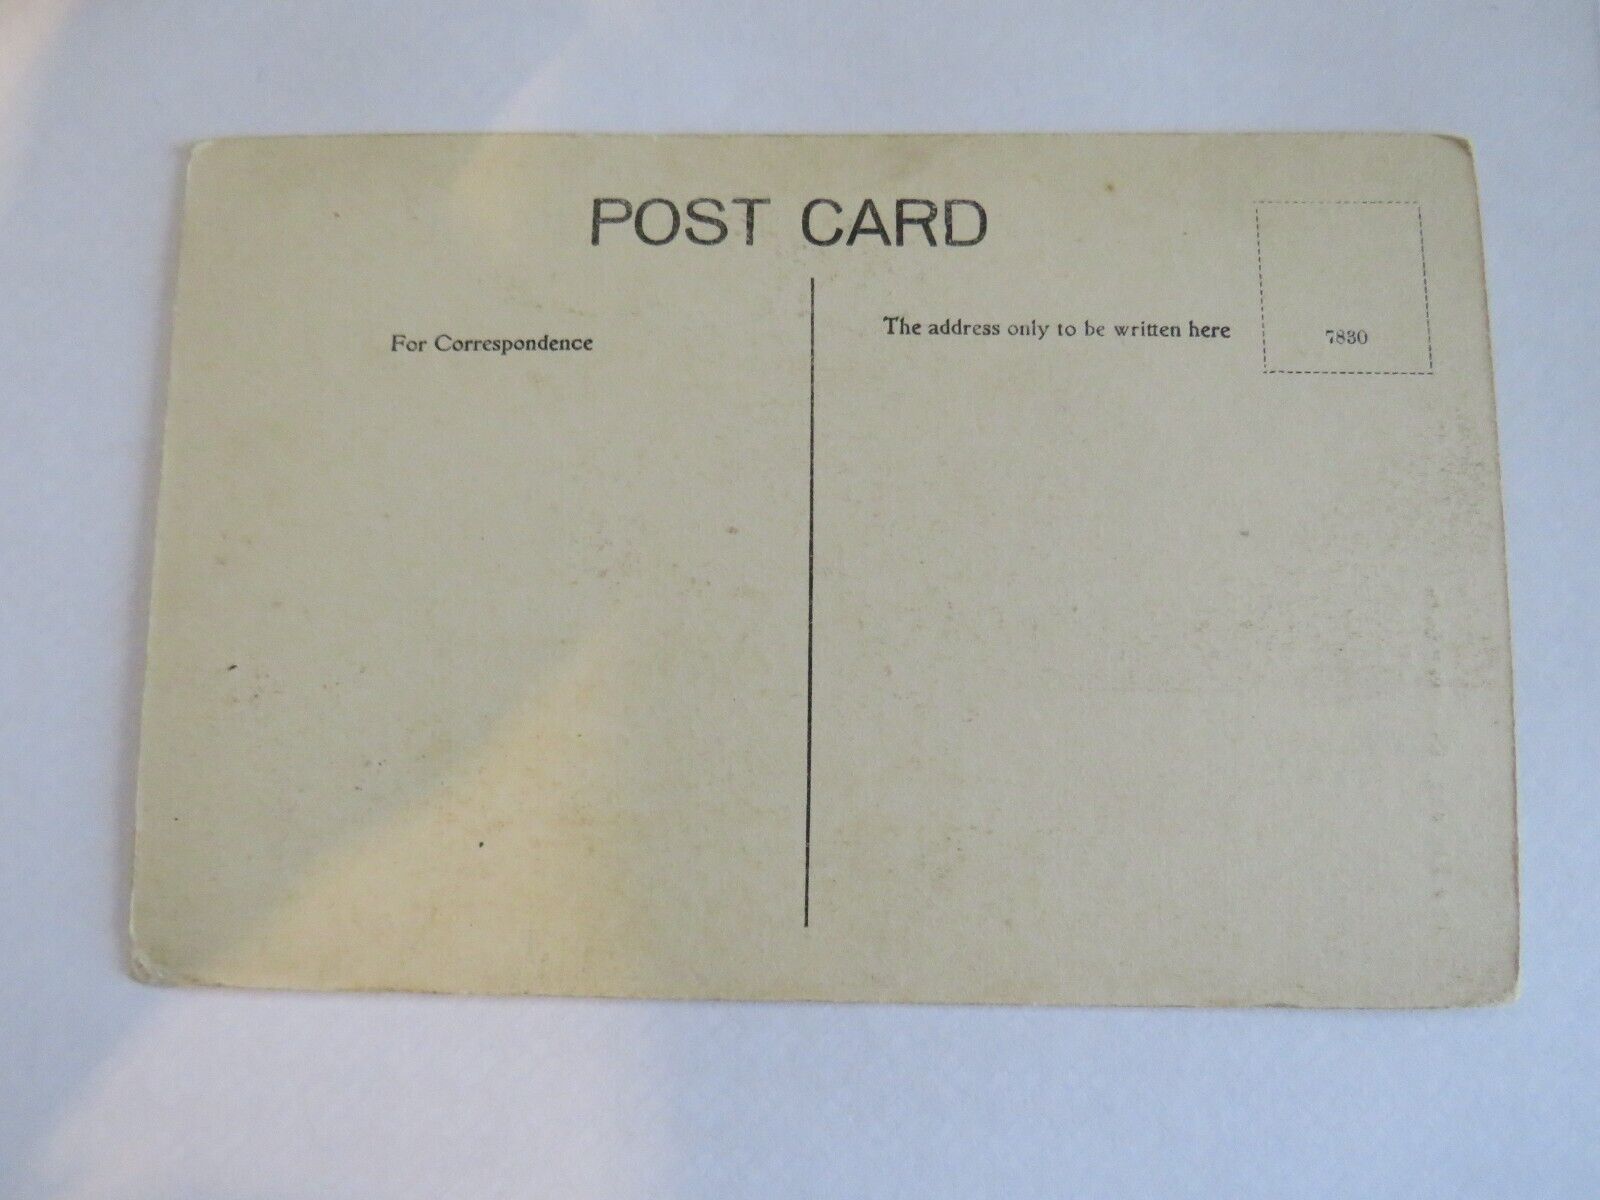 POST CARD
For Correspondence
The address only to be written here
7830